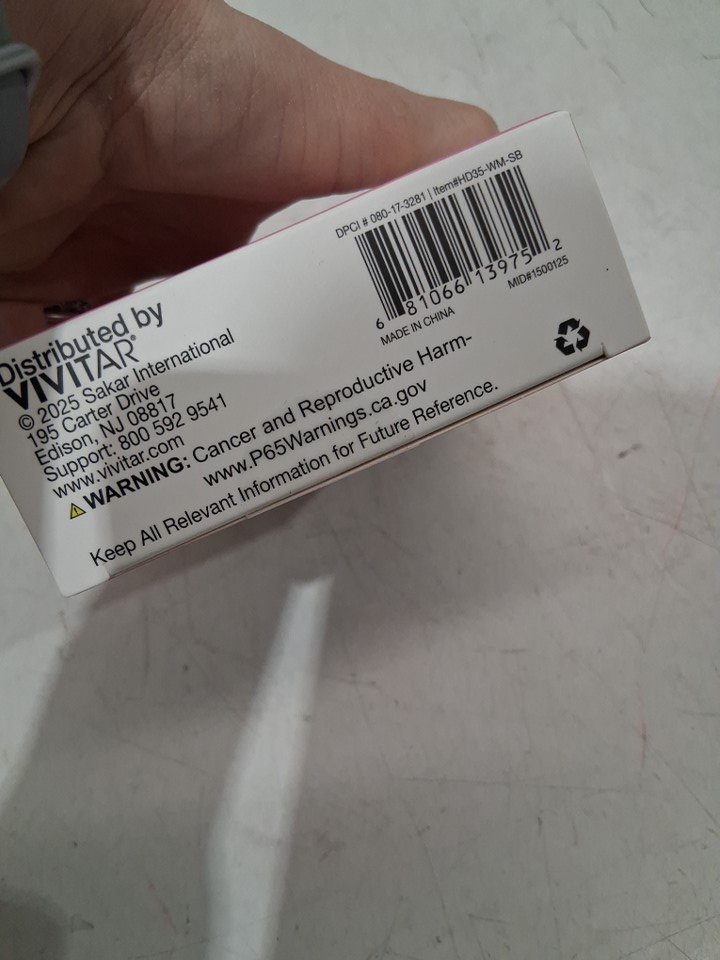 DPCI # 080-17-3281 | Item#HD35-WM-SB
6 81066 13975 2
MADE IN CHINA
MID#1500125
Distributed by
VIVITAR®
© 2025 Sakar International
195 Carter Drive
Edison, NJ 08817
Support: 800 592 9541
www.vivitar.com
WARNING: Cancer and Reproductive Harm-
www.P65Warnings.ca.gov
Keep All Relevant Information for Future Reference.